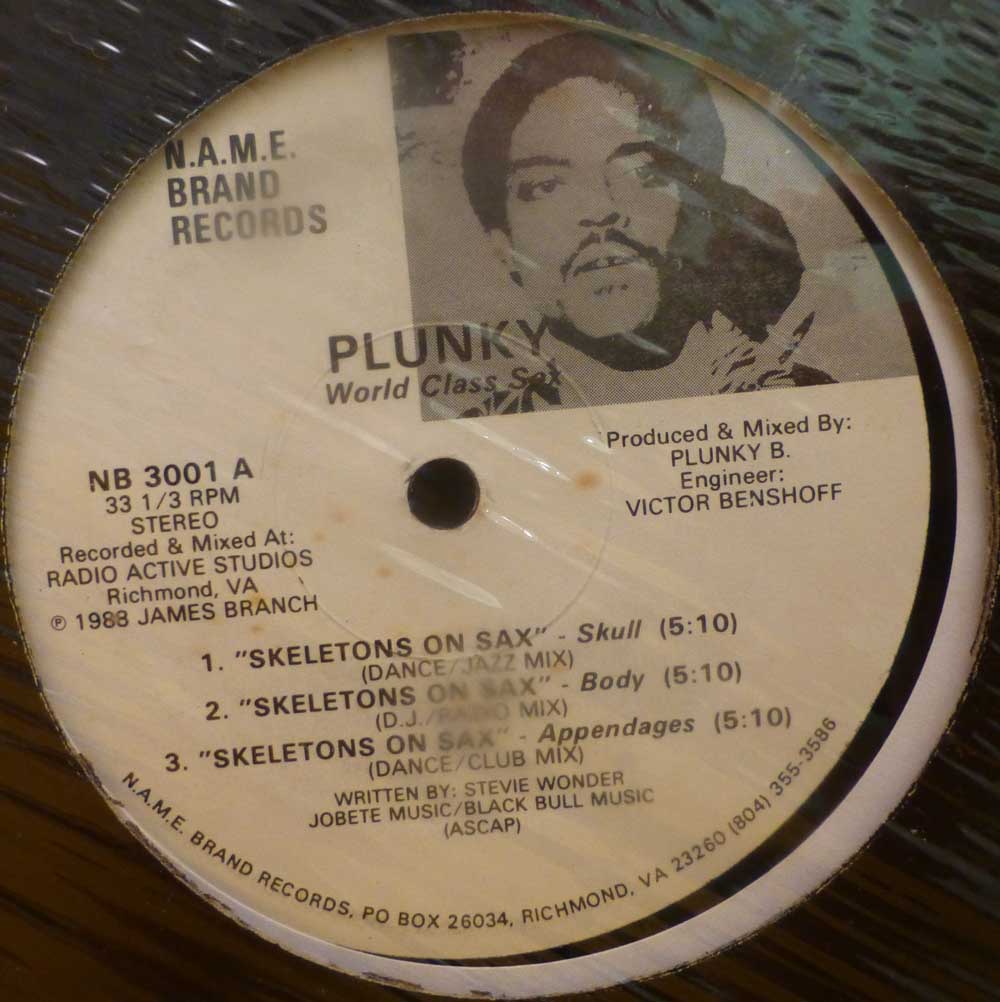 N.A.M.E.
BRAND
RECORDS
PLUNKY
World Class Sax
Produced & Mixed By:
PLUNKY B.
Engineer:
VICTOR BENSHOFF
NB 3001 A
33 1/3 RPM
STEREO
Recorded & Mixed At:
RADIO ACTIVE STUDIOS
Richmond, VA
℗ 1988 JAMES BRANCH
1. "SKELETONS ON SAX" - Skull (5:10)
(DANCE/JAZZ MIX)
2. "SKELETONS ON SAX" - Body (5:10)
(D.J./RADIO MIX)
3. "SKELETONS ON SAX" - Appendages (5:10)
(DANCE/CLUB MIX)
WRITTEN BY: STEVIE WONDER
JOBETE MUSIC/BLACK BULL MUSIC
(ASCAP)
N.A.M.E. BRAND RECORDS, PO BOX 26034, RICHMOND, VA 23260 (804) 355-3586